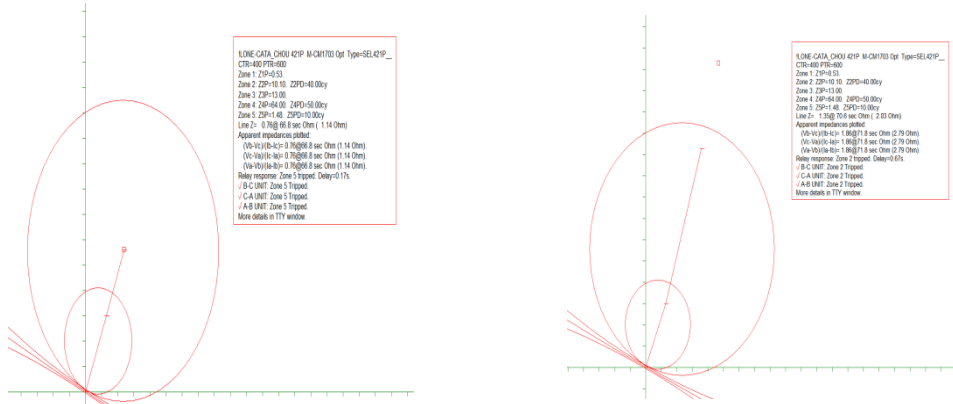 !LONE-CATA_CHOU 421P M-CM1703 Opt Type=SEL421P__
CTR=400 PTR=600
Zone 1: Z1P=0.53.
Zone 2: Z2P=10.10. Z2PD=40.00cy
Zone 3: Z3P=13.00.
Zone 4: Z4P=64.00. Z4PD=50.00cy
Zone 5: Z5P=1.48. Z5PD=10.00cy
Line Z= 0.76@ 66.8 sec Ohm ( 1.14 Ohm)
Apparent impedances plotted:
(Vb-Vc)/(Ib-Ic)= 0.76@66.8 sec Ohm (1.14 Ohm).
(Vc-Va)/(Ic-Ia)= 0.76@66.8 sec Ohm (1.14 Ohm).
(Va-Vb)/(Ia-Ib)= 0.76@66.8 sec Ohm (1.14 Ohm).
Relay response: Zone 5 tripped. Delay=0.17s.
√ B-C UNIT: Zone 5 Tripped.
√ C-A UNIT: Zone 5 Tripped.
√ A-B UNIT: Zone 5 Tripped.
More details in TTY window.
!LONE-CATA_CHOU 421P M-CM1703 Opt Type=SEL421P__
CTR=400 PTR=600
Zone 1: Z1P=0.53.
Zone 2: Z2P=10.10. Z2PD=40.00cy
Zone 3: Z3P=13.00.
Zone 4: Z4P=64.00. Z4PD=50.00cy
Zone 5: Z5P=1.48. Z5PD=10.00cy
Line Z= 1.35@ 70.6 sec Ohm ( 2.03 Ohm)
Apparent impedances plotted:
(Vb-Vc)/(Ib-Ic)= 1.86@71.8 sec Ohm (2.79 Ohm).
(Vc-Va)/(Ic-Ia)= 1.86@71.8 sec Ohm (2.79 Ohm).
(Va-Vb)/(Ia-Ib)= 1.86@71.8 sec Ohm (2.79 Ohm).
Relay response: Zone 2 tripped. Delay=0.67s.
√ B-C UNIT: Zone 2 Tripped.
√ C-A UNIT: Zone 2 Tripped.
√ A-B UNIT: Zone 2 Tripped.
More details in TTY window.